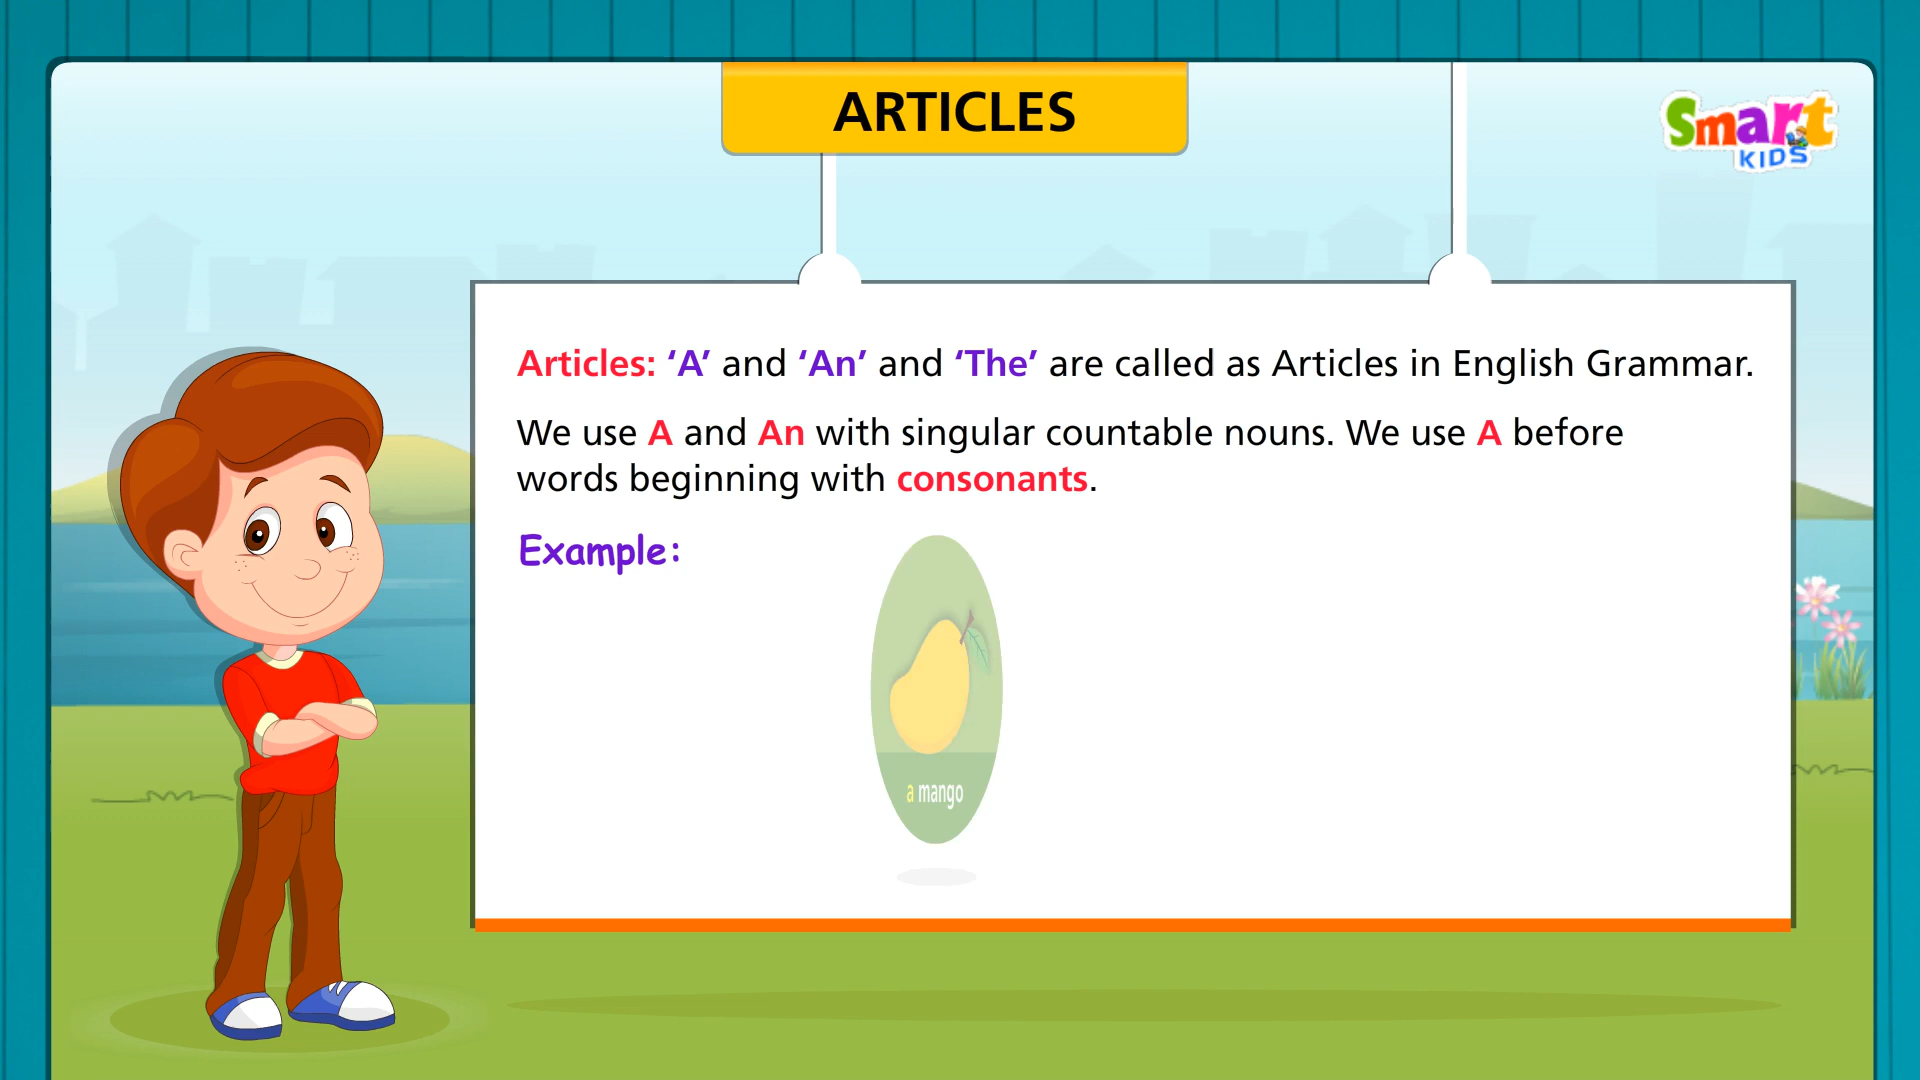 ARTICLES
Smart
KIDS
Articles: ‘A’ and ‘An’ and ‘The’ are called as Articles in English Grammar.
We use A and An with singular countable nouns. We use A before
words beginning with consonants.
Example:
a mango